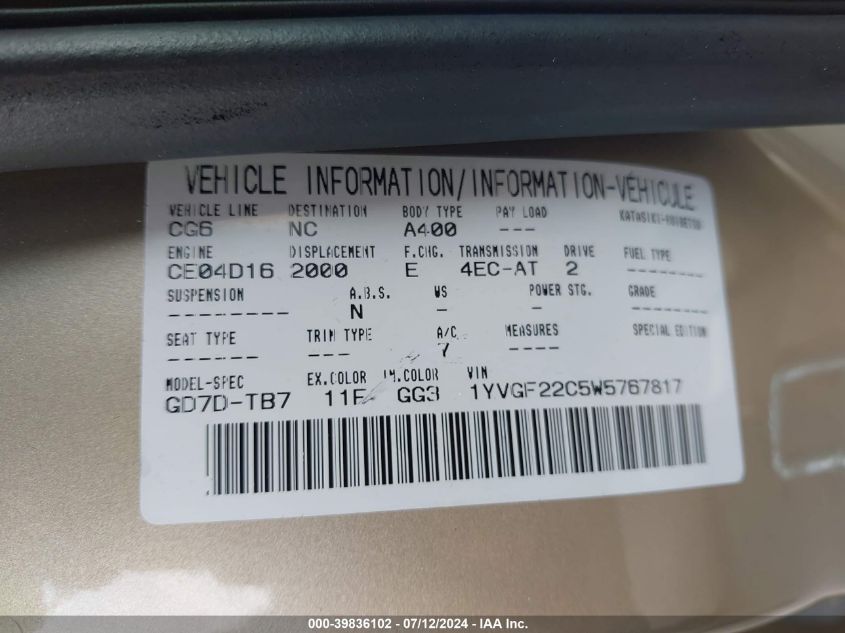 VEHICLE INFORMATION/INFORMATION-VÉHICULE
VEHICLE LINE DESTINATION BODY TYPE PAY LOAD KATASIKI-RUIBETSU
CG6 NC A400 ---
ENGINE DISPLACEMENT F.CHG. TRANSMISSION DRIVE FUEL TYPE
CE04D16 2000 E 4EC-AT 2 -------
SUSPENSION A.B.S. WS POWER STG. GRADE
-------- N - - -------
SEAT TYPE TRIM TYPE A/C MEASURES SPECIAL EDITION
-------- --- 7 ---
MODEL-SPEC EX.COLOR IM.COLOR VIN
GD7D-TB7 11F GG3 1YVGF22C5W5767817
000-39836102 - 07/12/2024 - IAA Inc.